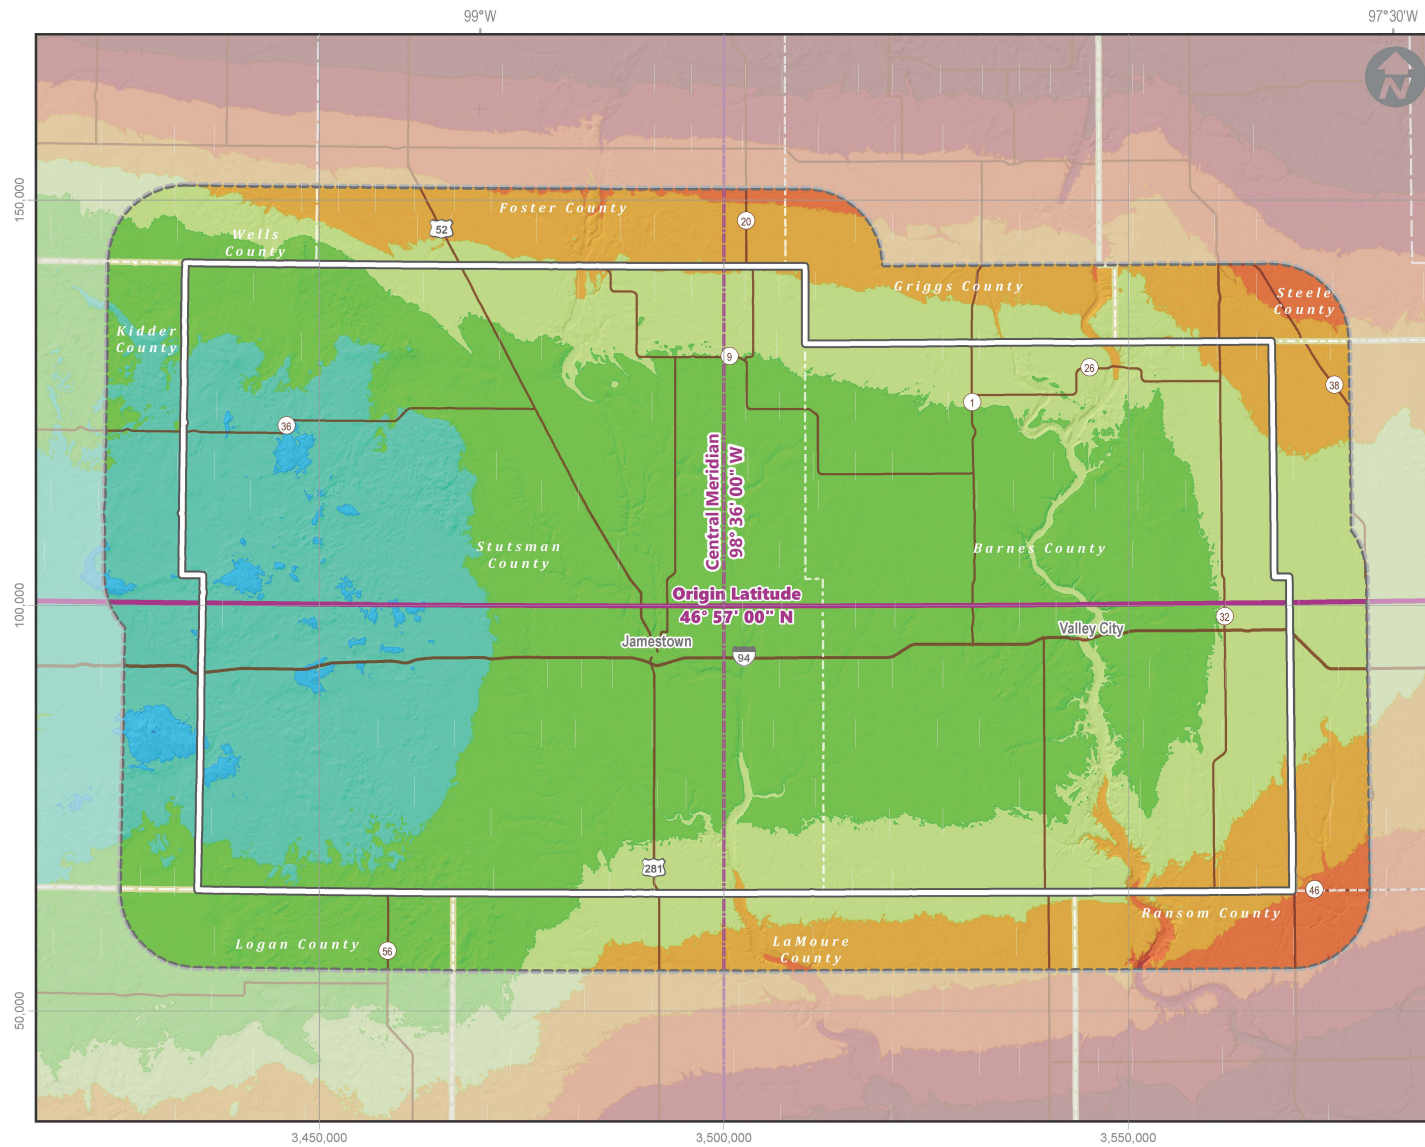 99°W
97°30'W
N
150,000
Foster County
20
52
Wells
County
Griggs County
Steele
County
Kidder
County
9
26
38
1
36
Central Meridian
98° 36' 00" W
Stutsman
County
Barnes County
100,000
Origin Latitude
46° 57' 00" N
32
Jamestown
Valley City
94
281
46
Ransom County
Logan County
56
LaMoure
County
50,000
3,450,000
3,500,000
3,550,000